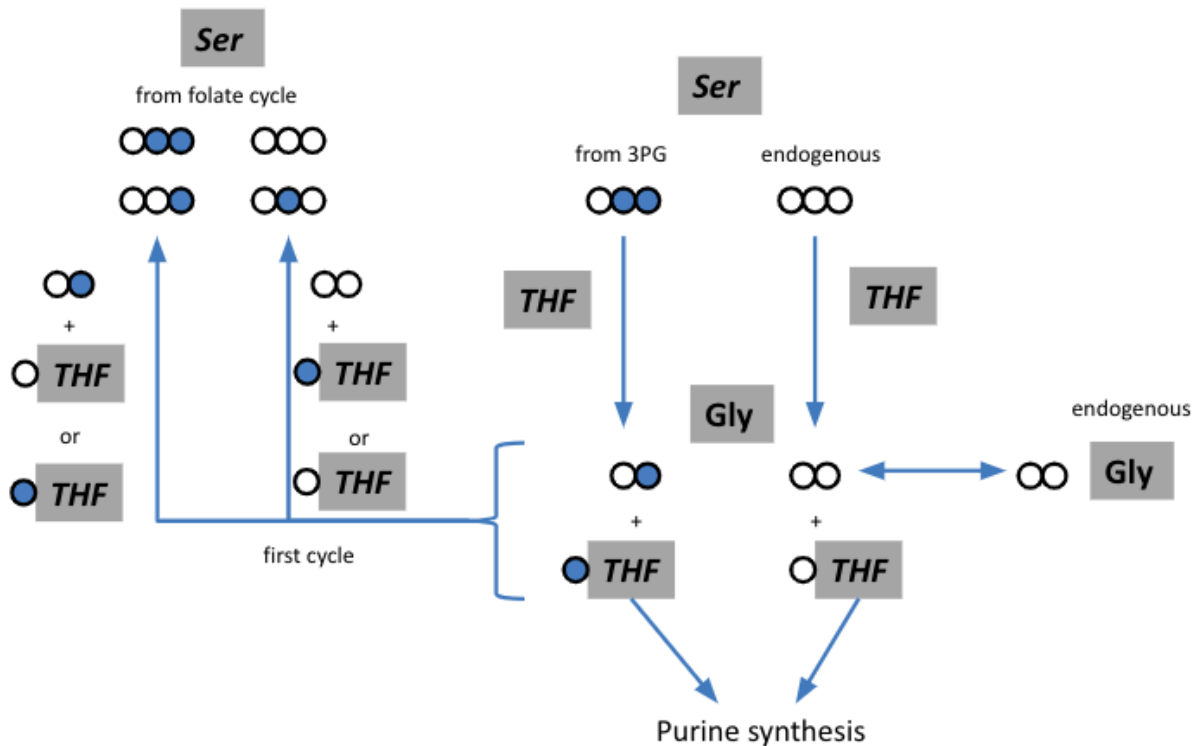 Ser
from folate cycle
Ser
from 3PG
endogenous
+
THF
or
THF
+
THF
or
THF
first cycle
THF
THF
Gly
endogenous
Gly
+
THF
+
THF
Purine synthesis